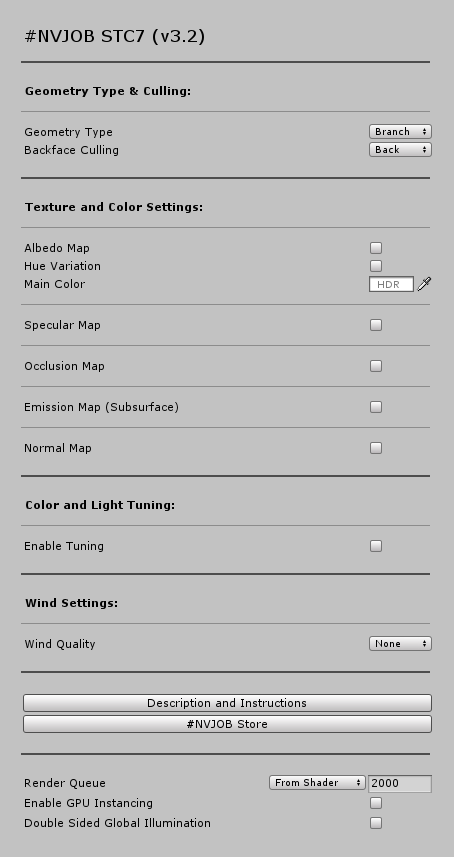 #NVJOB STC7 (v3.2)
Geometry Type & Culling:
Geometry Type Branch
Backface Culling Back
Texture and Color Settings:
Albedo Map
Hue Variation
Main Color HDR
Specular Map
Occlusion Map
Emission Map (Subsurface)
Normal Map
Color and Light Tuning:
Enable Tuning
Wind Settings:
Wind Quality None
Description and Instructions
#NVJOB Store
Render Queue From Shader 2000
Enable GPU Instancing
Double Sided Global Illumination